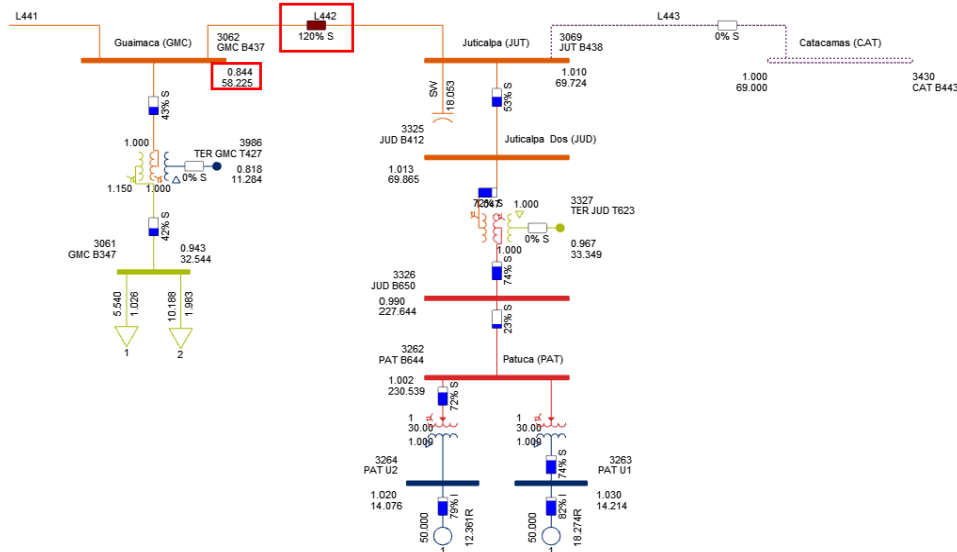 L441
L442
L443
120% S
0% S
Guaimaca (GMC)
3062
GMC B437
Juticalpa (JUT)
3069
JUT B438
Catacamas (CAT)
0.844
58.225
1.010
69.724
1.000
69.000
3430
CAT B443
43% S
SW
18.053
53% S
3325
JUD B412
Juticalpa Dos (JUD)
1.013
69.865
1.000
3986
TER GMC T427
0% S
0.818
11.284
1.150
1.000
42% S
72% S
1.000
3327
TER JUD T623
0% S
0.967
33.349
1.000
74% S
3061
GMC B347
0.943
32.544
3326
JUD B650
0.990
227.644
5.540
1.026
10.188
1.983
1
2
23% S
3262
PAT B644
Patuca (PAT)
1.002
230.539
72% S
1
30.00
1.000
1
30.00
1.000
74% S
3264
PAT U2
3263
PAT U1
1.020
14.076
1.030
14.214
50.000
79% I
12.361R
1
50.000
82% I
18.274R
1